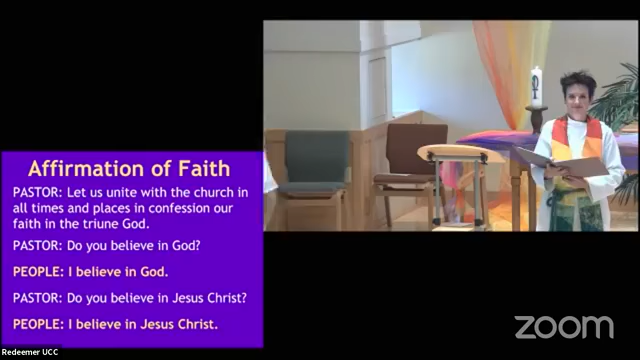 Affirmation of Faith
PASTOR: Let us unite with the church in
all times and places in confession our
faith in the triune God.
PASTOR: Do you believe in God?
PEOPLE: I believe in God.
PASTOR: Do you believe in Jesus Christ?
PEOPLE: I believe in Jesus Christ.
zoom
Redeemer UCC